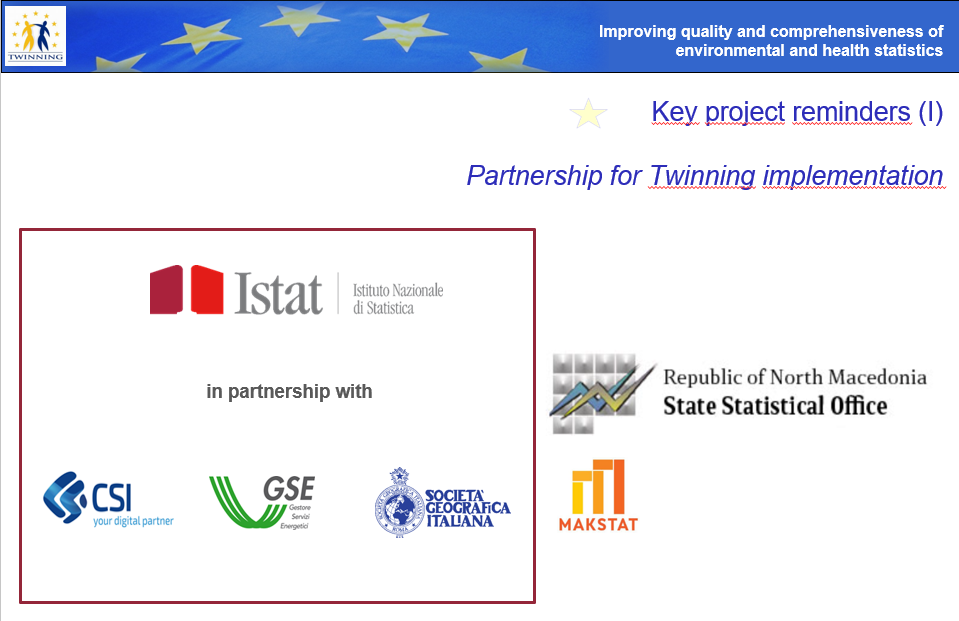 TWINNING
Improving quality and comprehensiveness of
environmental and health statistics
Key project reminders (I)
Partnership for Twinning implementation
Istat
Istituto Nazionale
di Statistica
in partnership with
CSI
your digital partner
GSE
Gestore
Servizi
Energetici
SOCIETA'
GEOGRAFICA
ITALIANA
Republic of North Macedonia
State Statistical Office
MAKSTAT